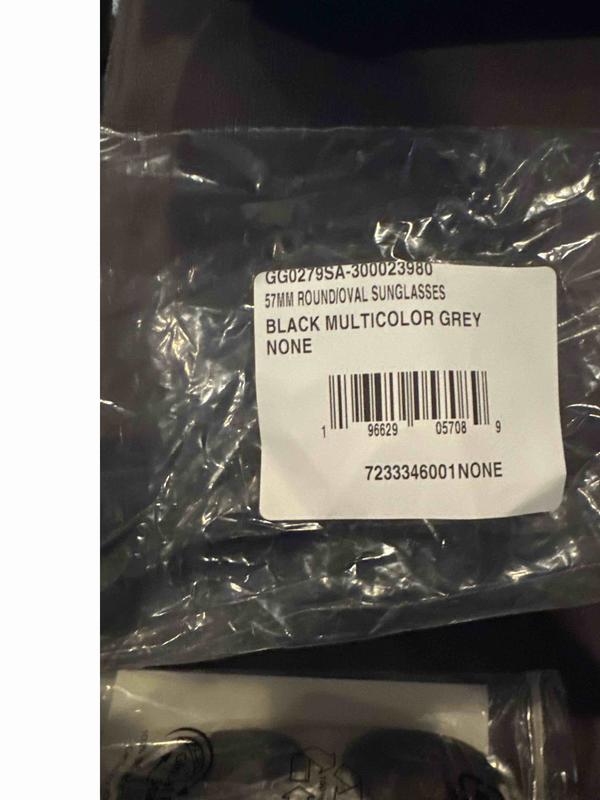 GG0279SA-300023980
57MM ROUND/OVAL SUNGLASSES
BLACK MULTICOLOR GREY
NONE
1 96629 05708 9
7233346001NONE